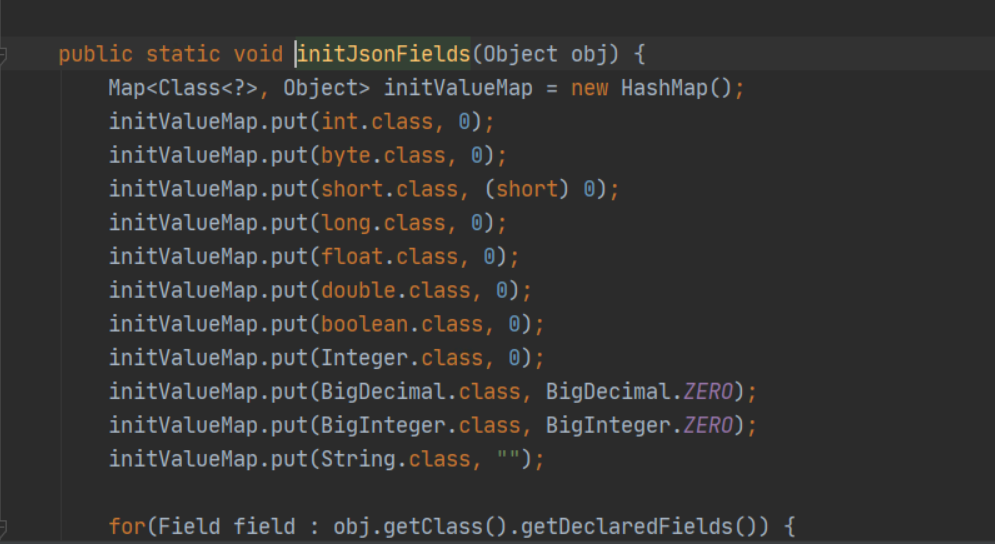 public static void initJsonFields(Object obj) {
Map<Class<?>, Object> initValueMap = new HashMap();
initValueMap.put(int.class, 0);
initValueMap.put(byte.class, 0);
initValueMap.put(short.class, (short) 0);
initValueMap.put(long.class, 0);
initValueMap.put(float.class, 0);
initValueMap.put(double.class, 0);
initValueMap.put(boolean.class, 0);
initValueMap.put(Integer.class, 0);
initValueMap.put(BigDecimal.class, BigDecimal.ZERO);
initValueMap.put(BigInteger.class, BigInteger.ZERO);
initValueMap.put(String.class, "");
for(Field field : obj.getClass().getDeclaredFields()) {